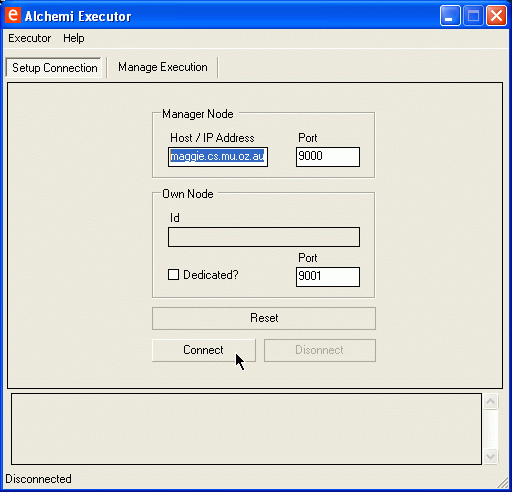 e Alchemi Executor
Executor Help
Setup Connection Manage Execution
Manager Node
Host / IP Address Port
maggie.cs.mu.oz.au 9000
Own Node
Id
Port
Dedicated? 9001
Reset
Connect Disonnect
Disconnected